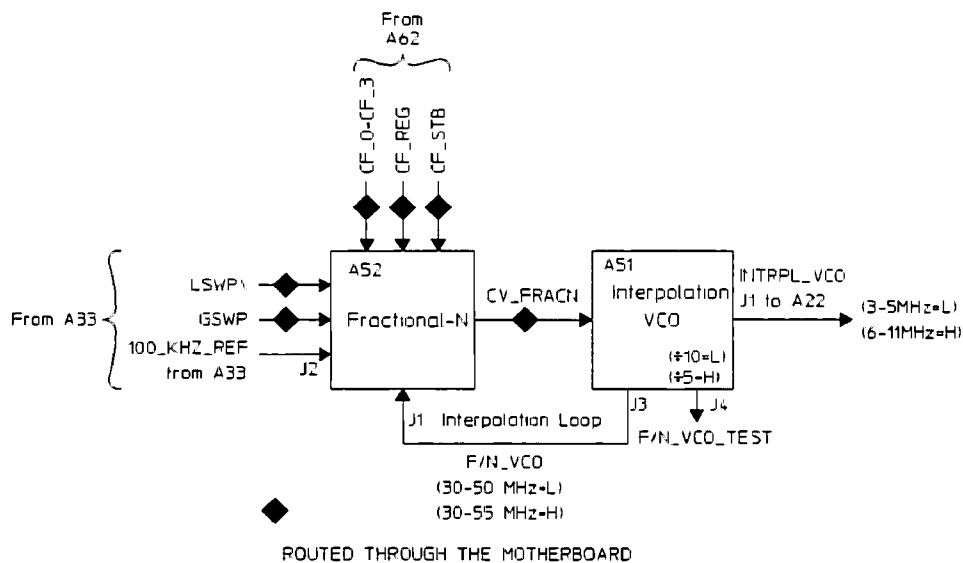 From
A62
CF_0-CF_3
CF_REG
CF_STB
From A33
LSWP\
GSWP
100_KHZ_REF
from A33
J2
A52
Fractional-N
CV_FRACN
A51
Interpolation
VCO
(÷10=L)
(÷5=H)
INTRPL_VCO
J1 to A22
(3-5MHz=L)
(6-11MHz=H)
J1 Interpolation Loop
J3
J4
F/N_VCO_TEST
F/N_VCO
(30-50 MHz=L)
(30-55 MHz=H)
ROUTED THROUGH THE MOTHERBOARD